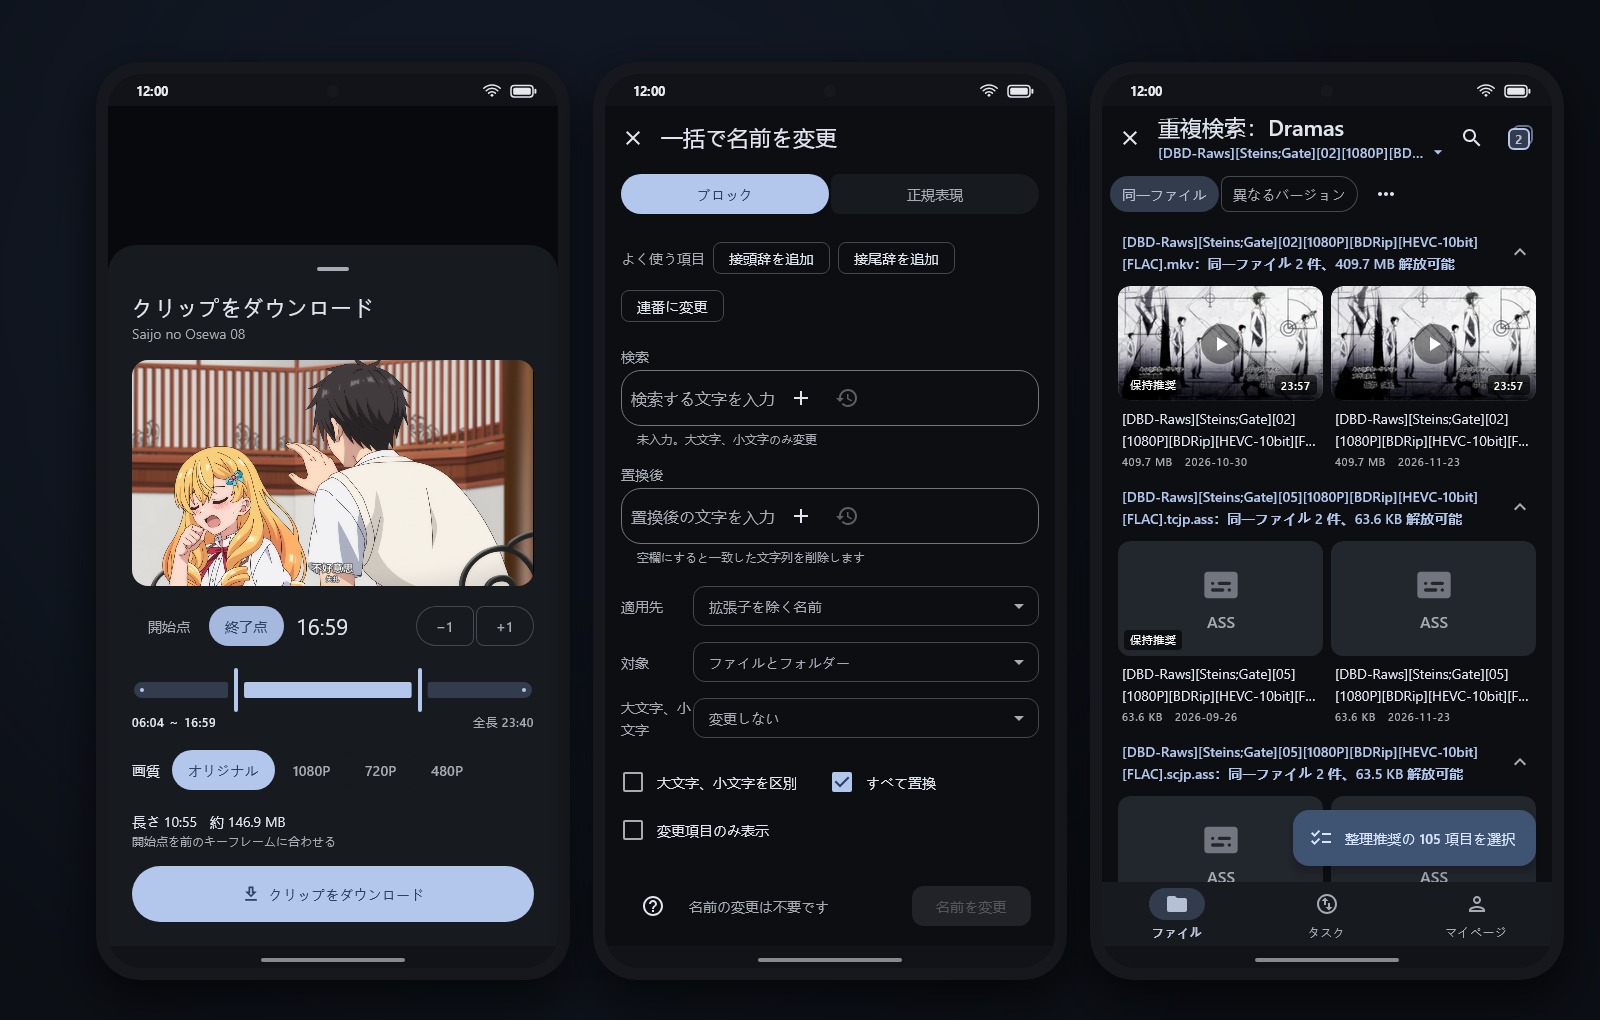 12:00
クリップをダウンロード
Saijo no Osewa 08
不好意思
失礼
開始点
終了点
16:59
−1
+1
06:04 ~ 16:59
全長 23:40
画質
オリジナル
1080P
720P
480P
長さ 10:55 約 146.9 MB
開始点を前のキーフレームに合わせる
クリップをダウンロード
12:00
一括で名前を変更
ブロック
正規表現
よく使う項目
接頭辞を追加
接尾辞を追加
連番に変更
検索
検索する文字を入力
未入力。大文字、小文字のみ変更
置換後
置換後の文字を入力
空欄にすると一致した文字列を削除します
適用先
拡張子を除く名前
対象
ファイルとフォルダー
大文字、小
文字
変更しない
大文字、小文字を区別
すべて置換
変更項目のみ表示
名前の変更は不要です
名前を変更
12:00
重複検索：Dramas
[DBD-Raws][Steins;Gate][02][1080P][BD...
2
同一ファイル
異なるバージョン
[DBD-Raws][Steins;Gate][02][1080P][BDRip][HEVC-10bit]
[FLAC].mkv：同一ファイル 2 件、409.7 MB 解放可能
保持推奨
23:57
23:57
[DBD-Raws][Steins;Gate][02]
[1080P][BDRip][HEVC-10bit][F...
409.7 MB 2026-10-30
[DBD-Raws][Steins;Gate][02]
[1080P][BDRip][HEVC-10bit][F...
409.7 MB 2026-11-23
[DBD-Raws][Steins;Gate][05][1080P][BDRip][HEVC-10bit]
[FLAC].tcjp.ass：同一ファイル 2 件、63.6 KB 解放可能
ASS
保持推奨
ASS
[DBD-Raws][Steins;Gate][05]
[1080P][BDRip][HEVC-10bit][F...
63.6 KB 2026-09-26
[DBD-Raws][Steins;Gate][05]
[1080P][BDRip][HEVC-10bit][F...
63.6 KB 2026-11-23
[DBD-Raws][Steins;Gate][05][1080P][BDRip][HEVC-10bit]
[FLAC].scjp.ass：同一ファイル 2 件、63.5 KB 解放可能
整理推奨の 105 項目を選択
ASS
ASS
ファイル
タスク
マイページ